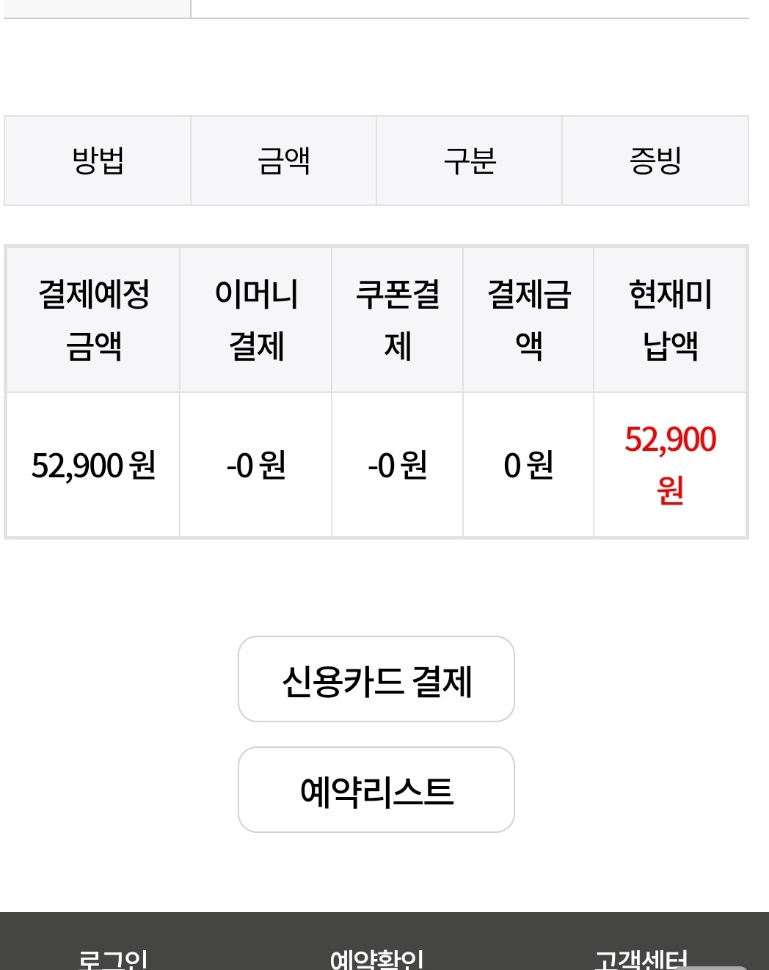 방법 금액 구분 증빙
결제예정 이머니 쿠폰결 결제금 현재미
금액 결제 제 액 납액
52,900 원 -0 원 -0 원 0 원 52,900
원
신용카드 결제
예약리스트
로그인 예약확인 고객센터